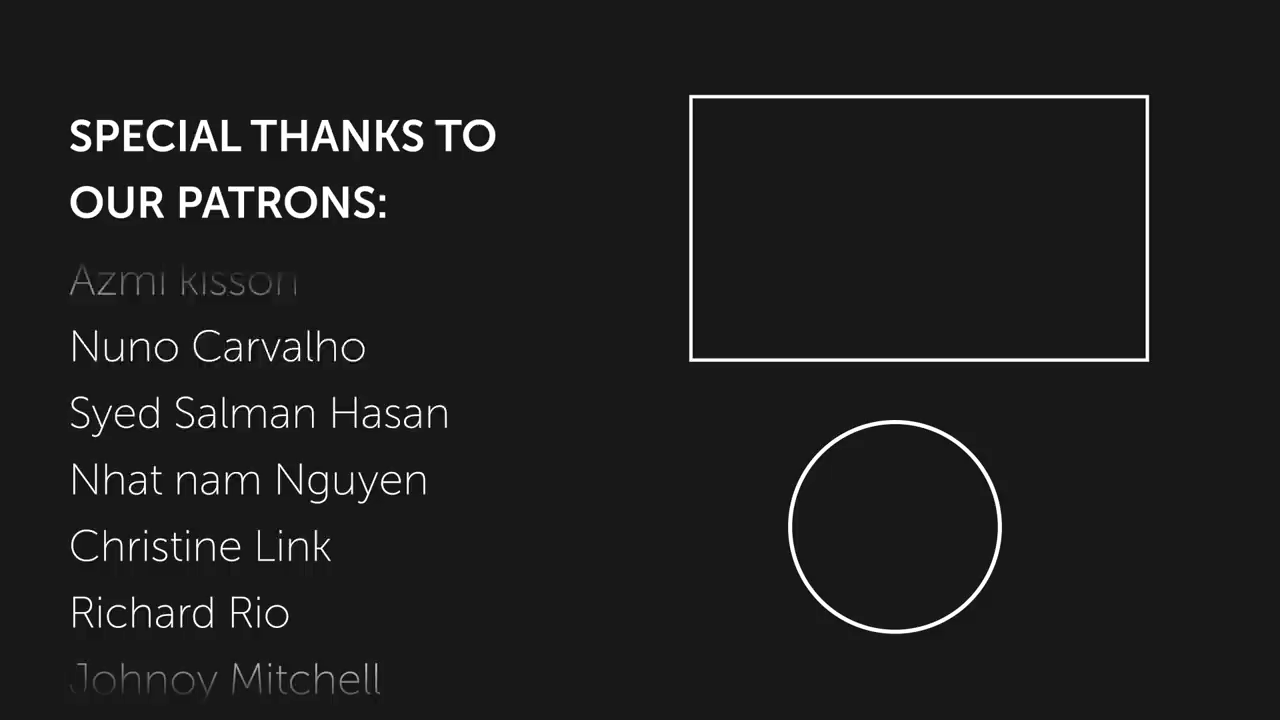 SPECIAL THANKS TO
OUR PATRONS:
Azmi kisson
Nuno Carvalho
Syed Salman Hasan
Nhat nam Nguyen
Christine Link
Richard Rio
Johnoy Mitchell